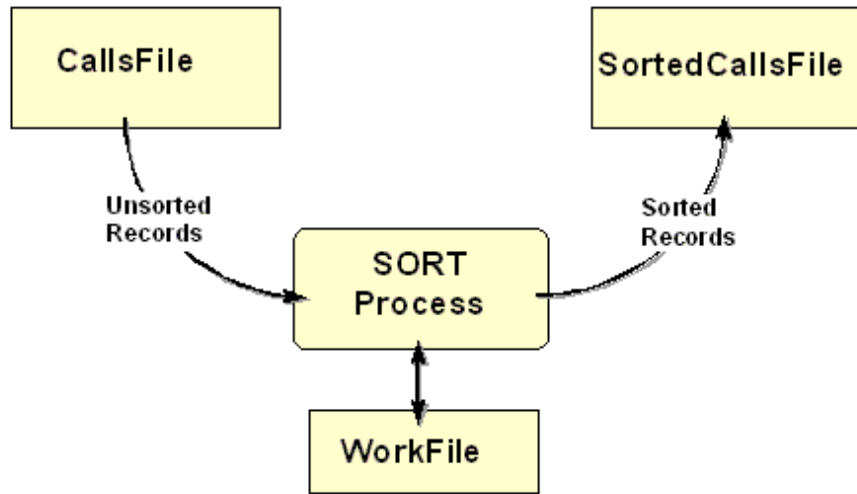 CallsFile
SortedCallsFile
Unsorted
Records
Sorted
Records
SORT
Process
WorkFile